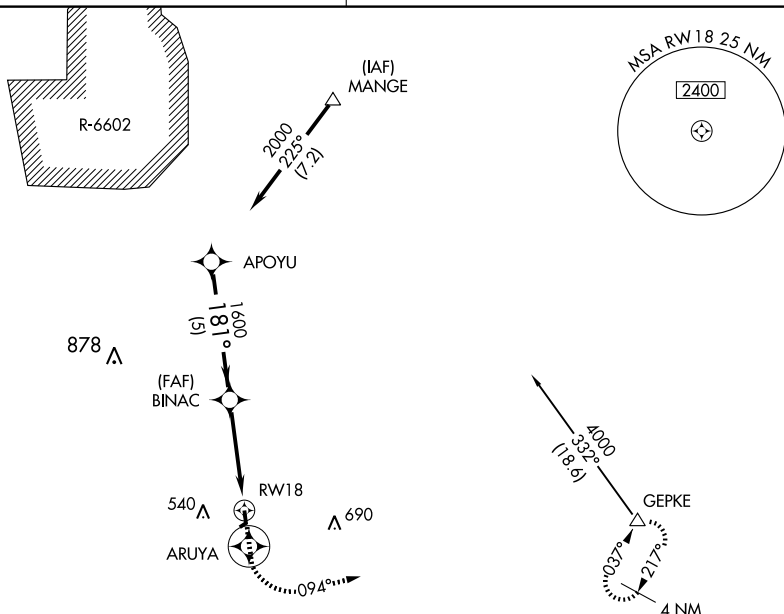 (IAF)
MANGE
MSA RW18 25 NM
2400
R-6602
2000
225°
(7.2)
APOYU
1600
181°
(5)
878
(FAF)
BINAC
4000
332°
(18.6)
RW18
540
690
GEPKE
ARUYA
037°
217°
094°
4 NM